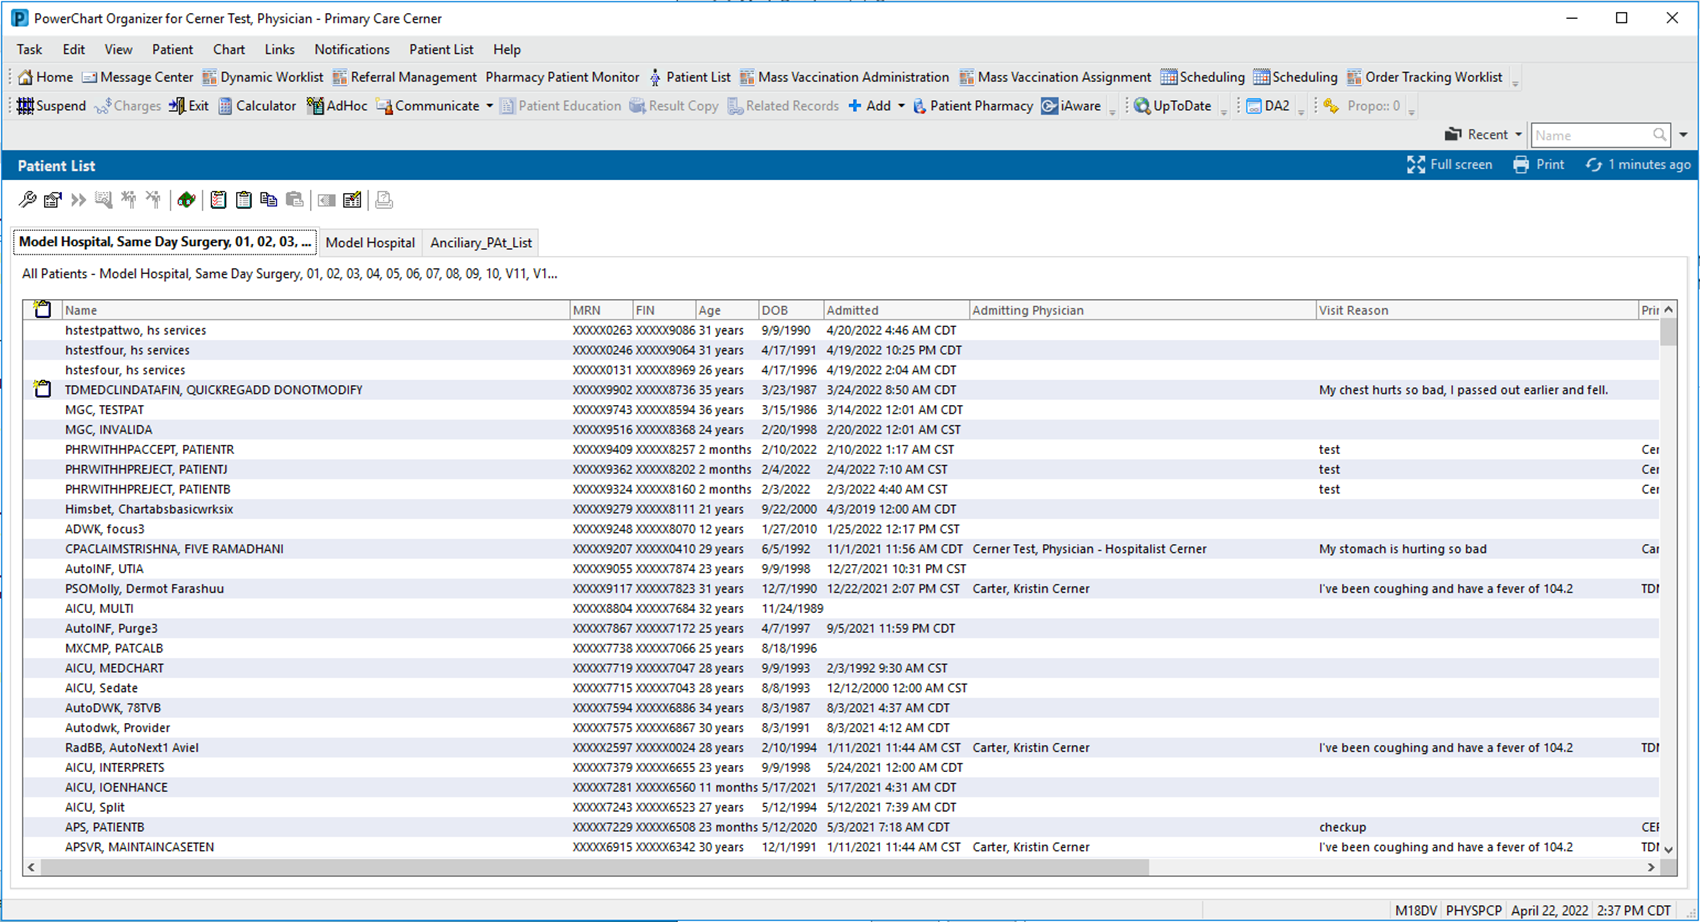 PowerChart Organizer for Cerner Test, Physician - Primary Care Cerner
Task Edit View Patient Chart Links Notifications Patient List Help
Home Message Center Dynamic Worklist Referral Management Pharmacy Patient Monitor Patient List Mass Vaccination Administration Mass Vaccination Assignment Scheduling Scheduling Order Tracking Worklist
Suspend Charges Exit Calculator AdHoc Communicate Patient Education Result Copy Related Records Add Patient Pharmacy iAware UpToDate DA2 Propo:: 0
Recent Name
Patient List Full screen Print 1 minutes ago
Model Hospital, Same Day Surgery, 01, 02, 03, ... Model Hospital Anciliary_PAt_List
All Patients - Model Hospital, Same Day Surgery, 01, 02, 03, 04, 05, 06, 07, 08, 09, 10, V11, V1...
Name MRN FIN Age DOB Admitted Admitting Physician Visit Reason Prir
hstestpattwo, hs services XXXXX0263 XXXXX9086 31 years 9/9/1990 4/20/2022 4:46 AM CDT
hstestfour, hs services XXXXX0246 XXXXX9064 31 years 4/17/1991 4/19/2022 10:25 PM CDT
hstesfour, hs services XXXXX0131 XXXXX8969 26 years 4/17/1996 4/19/2022 2:04 AM CDT
TDMEDCLINDATAFIN, QUICKREGADD DONOTMODIFY XXXXX9902 XXXXX8736 35 years 3/23/1987 3/24/2022 8:50 AM CDT My chest hurts so bad, I passed out earlier and fell.
MGC, TESTPAT XXXXX9743 XXXXX8594 36 years 3/15/1986 3/14/2022 12:01 AM CDT
MGC, INVALIDA XXXXX9516 XXXXX8368 24 years 2/20/1998 2/20/2022 12:01 AM CST
PHRWITHHPACCEPT, PATIENTR XXXXX9409 XXXXX8257 2 months 2/10/2022 2/10/2022 1:17 AM CST test Cer
PHRWITHHPREJECT, PATIENTJ XXXXX9362 XXXXX8202 2 months 2/4/2022 2/4/2022 7:10 AM CST test Cer
PHRWITHHPREJECT, PATIENTB XXXXX9324 XXXXX8160 2 months 2/3/2022 2/3/2022 4:40 AM CST test Cer
Himsbet, Chartabsbasicwrksix XXXXX9279 XXXXX8111 21 years 9/22/2000 4/3/2019 12:00 AM CDT
ADWK, focus3 XXXXX9248 XXXXX8070 12 years 1/27/2010 1/25/2022 12:17 PM CST
CPACLAIMSTRISHNA, FIVE RAMADHANI XXXXX9207 XXXXX0410 29 years 6/5/1992 11/1/2021 11:56 AM CDT Cerner Test, Physician - Hospitalist Cerner My stomach is hurting so bad Car
AutoINF, UTIA XXXXX9055 XXXXX7874 23 years 9/9/1998 12/27/2021 10:31 PM CST
PSOMolly, Dermot Farashuu XXXXX9117 XXXXX7823 31 years 12/7/1990 12/22/2021 2:07 PM CST Carter, Kristin Cerner I've been coughing and have a fever of 104.2 TDM
AICU, MULTI XXXXX8804 XXXXX7684 32 years 11/24/1989
AutoINF, Purge3 XXXXX7867 XXXXX7172 25 years 4/7/1997 9/5/2021 11:59 PM CDT
MXCMP, PATCALB XXXXX7738 XXXXX7066 25 years 8/18/1996
AICU, MEDCHART XXXXX7719 XXXXX7047 28 years 9/9/1993 2/3/1992 9:30 AM CST
AICU, Sedate XXXXX7715 XXXXX7043 28 years 8/8/1993 12/12/2000 12:00 AM CST
AutoDWK, 78TVB XXXXX7594 XXXXX6886 34 years 8/3/1987 8/3/2021 4:37 AM CDT
Autodwk, Provider XXXXX7575 XXXXX6867 30 years 8/3/1991 8/3/2021 4:12 AM CDT
RadBB, AutoNext1 Aviel XXXXX2597 XXXXX0024 28 years 2/10/1994 1/11/2021 11:44 AM CST Carter, Kristin Cerner I've been coughing and have a fever of 104.2 TDM
AICU, INTERPRETS XXXXX7379 XXXXX6655 23 years 9/9/1998 5/24/2021 12:00 AM CDT
AICU, IOENHANCE XXXXX7281 XXXXX6560 11 months 5/17/2021 5/17/2021 4:31 AM CDT
AICU, Split XXXXX7243 XXXXX6523 27 years 5/12/1994 5/12/2021 7:39 AM CDT
APS, PATIENTB XXXXX7229 XXXXX6508 23 months 5/12/2020 5/3/2021 7:18 AM CDT checkup CER
APSVR, MAINTAINCASETEN XXXXX6915 XXXXX6342 30 years 12/1/1991 1/11/2021 11:44 AM CST Carter, Kristin Cerner I've been coughing and have a fever of 104.2 TDM
M18DV PHYSPCP April 22, 2022 2:37 PM CDT